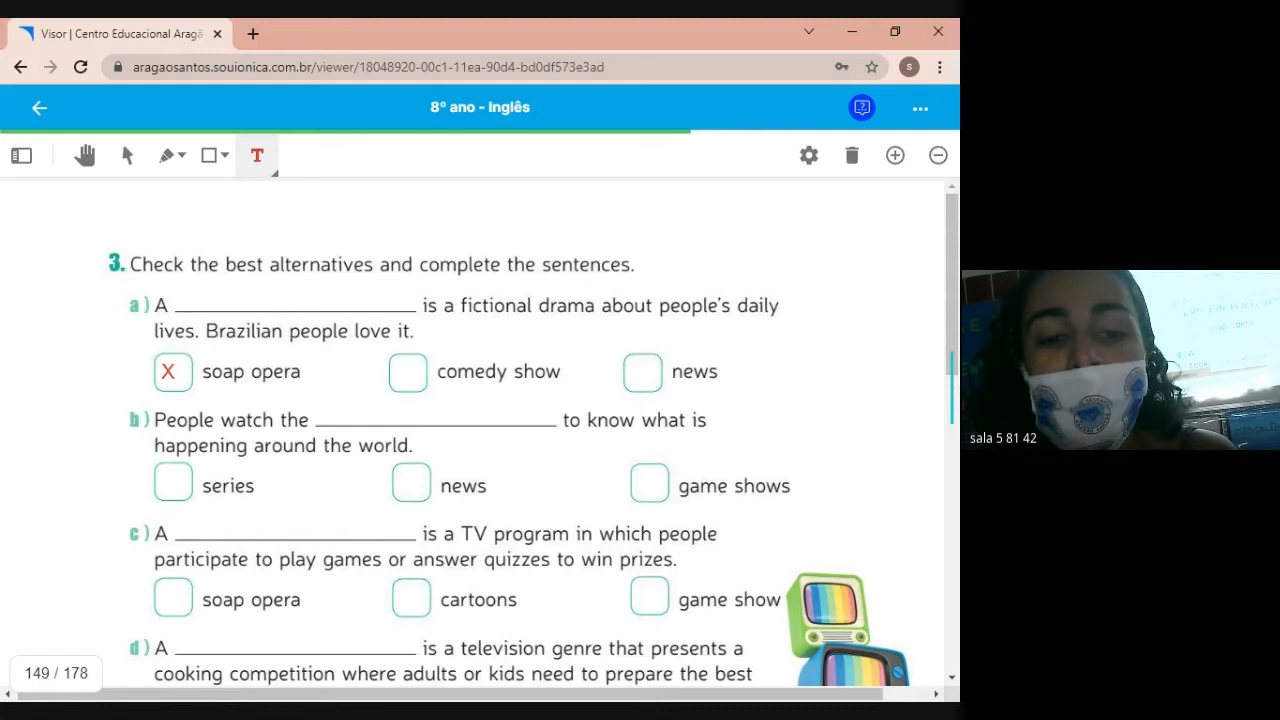 Visor | Centro Educacional Aragã
aragaosantos.souionica.com.br/viewer/18048920-00c1-11ea-90d4-bd0df573e3ad
s
8º ano - Inglês
T
3. Check the best alternatives and complete the sentences.
a) A ______ is a fictional drama about people's daily
lives. Brazilian people love it.
X soap opera comedy show news
b) People watch the ______ to know what is
happening around the world.
series news game shows
c) A ______ is a TV program in which people
participate to play games or answer quizzes to win prizes.
soap opera cartoons game show
d) A ______ is a television genre that presents a
cooking competition where adults or kids need to prepare the best
149 / 178
sala 5 81 42